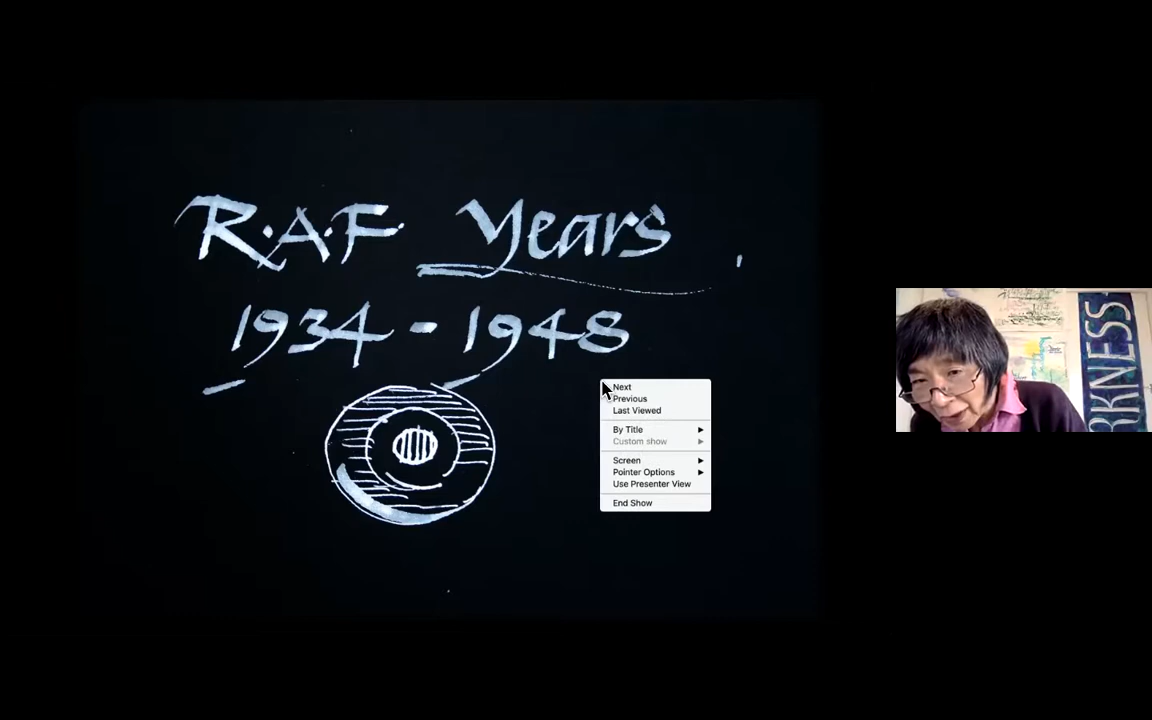 R.A.F Years
1934 - 1948
Next
Previous
Last Viewed
By Title
Custom show
Screen
Pointer Options
Use Presenter View
End Show
RKNESS